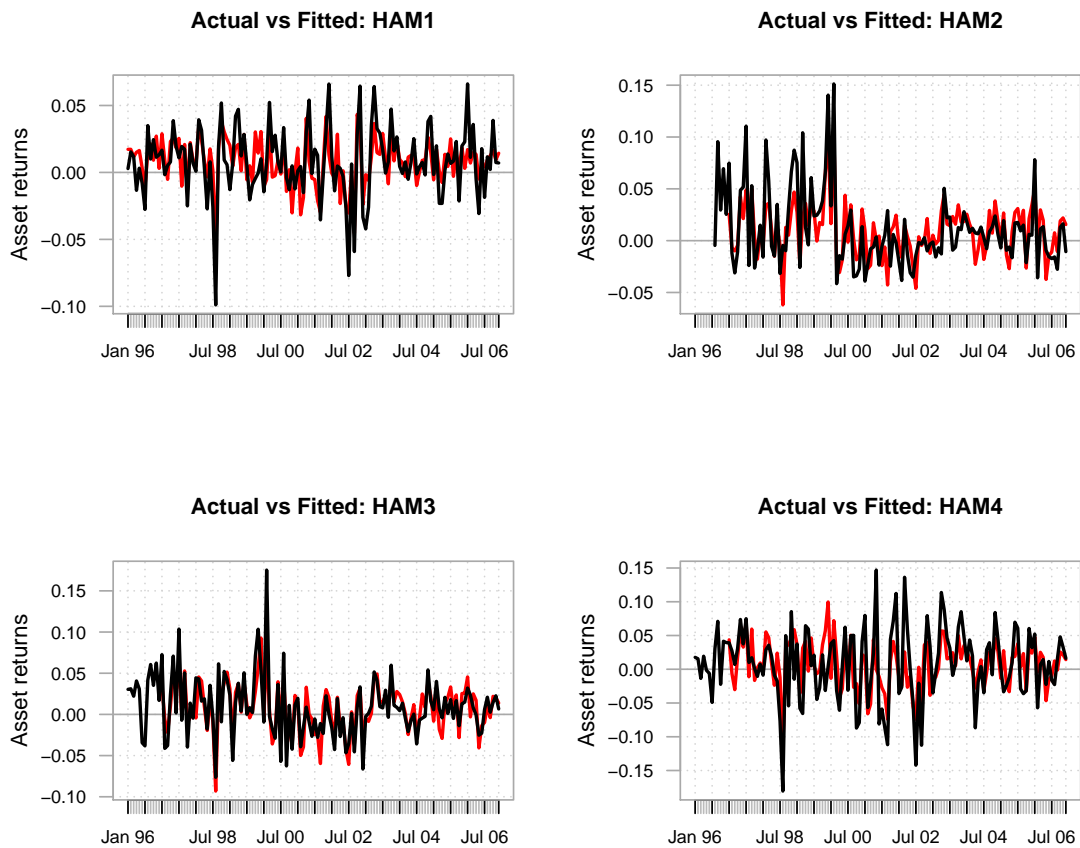 Actual vs Fitted: HAM1
Asset returns
0.05
0.00
−0.05
−0.10
Jan 96 Jul 98 Jul 00 Jul 02 Jul 04 Jul 06
Actual vs Fitted: HAM2
Asset returns
0.15
0.10
0.05
0.00
−0.05
Jan 96 Jul 98 Jul 00 Jul 02 Jul 04 Jul 06
Actual vs Fitted: HAM3
Asset returns
0.15
0.10
0.05
0.00
−0.05
−0.10
Jan 96 Jul 98 Jul 00 Jul 02 Jul 04 Jul 06
Actual vs Fitted: HAM4
Asset returns
0.15
0.10
0.05
0.00
−0.05
−0.10
−0.15
Jan 96 Jul 98 Jul 00 Jul 02 Jul 04 Jul 06